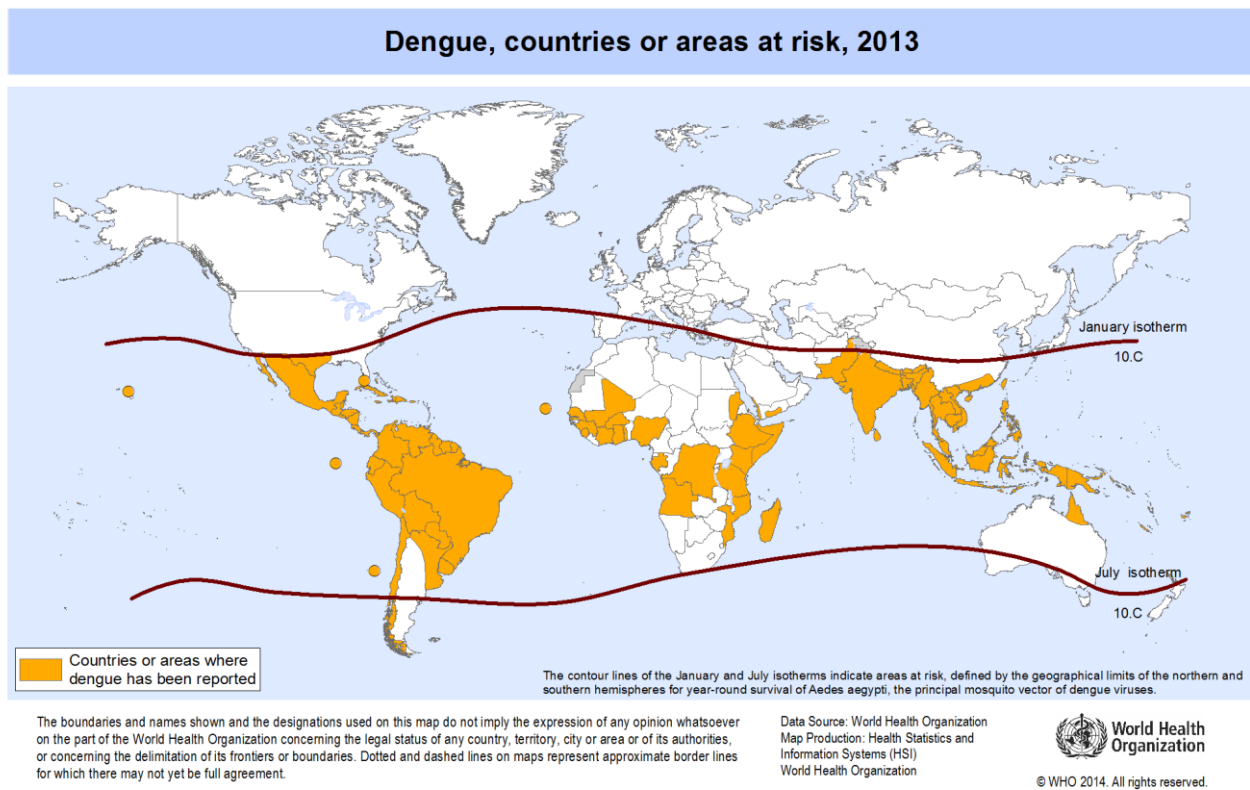 Dengue, countries or areas at risk, 2013
January isotherm
10.C
July isotherm
10.C
Countries or areas where
dengue has been reported
The contour lines of the January and July isotherms indicate areas at risk, defined by the geographical limits of the northern and
southern hemispheres for year-round survival of Aedes aegypti, the principal mosquito vector of dengue viruses.
The boundaries and names shown and the designations used on this map do not imply the expression of any opinion whatsoever
on the part of the World Health Organization concerning the legal status of any country, territory, city or area or of its authorities,
or concerning the delimitation of its frontiers or boundaries. Dotted and dashed lines on maps represent approximate border lines
for which there may not yet be full agreement.
Data Source: World Health Organization
Map Production: Health Statistics and
Information Systems (HSI)
World Health Organization
World Health
Organization
© WHO 2014. All rights reserved.